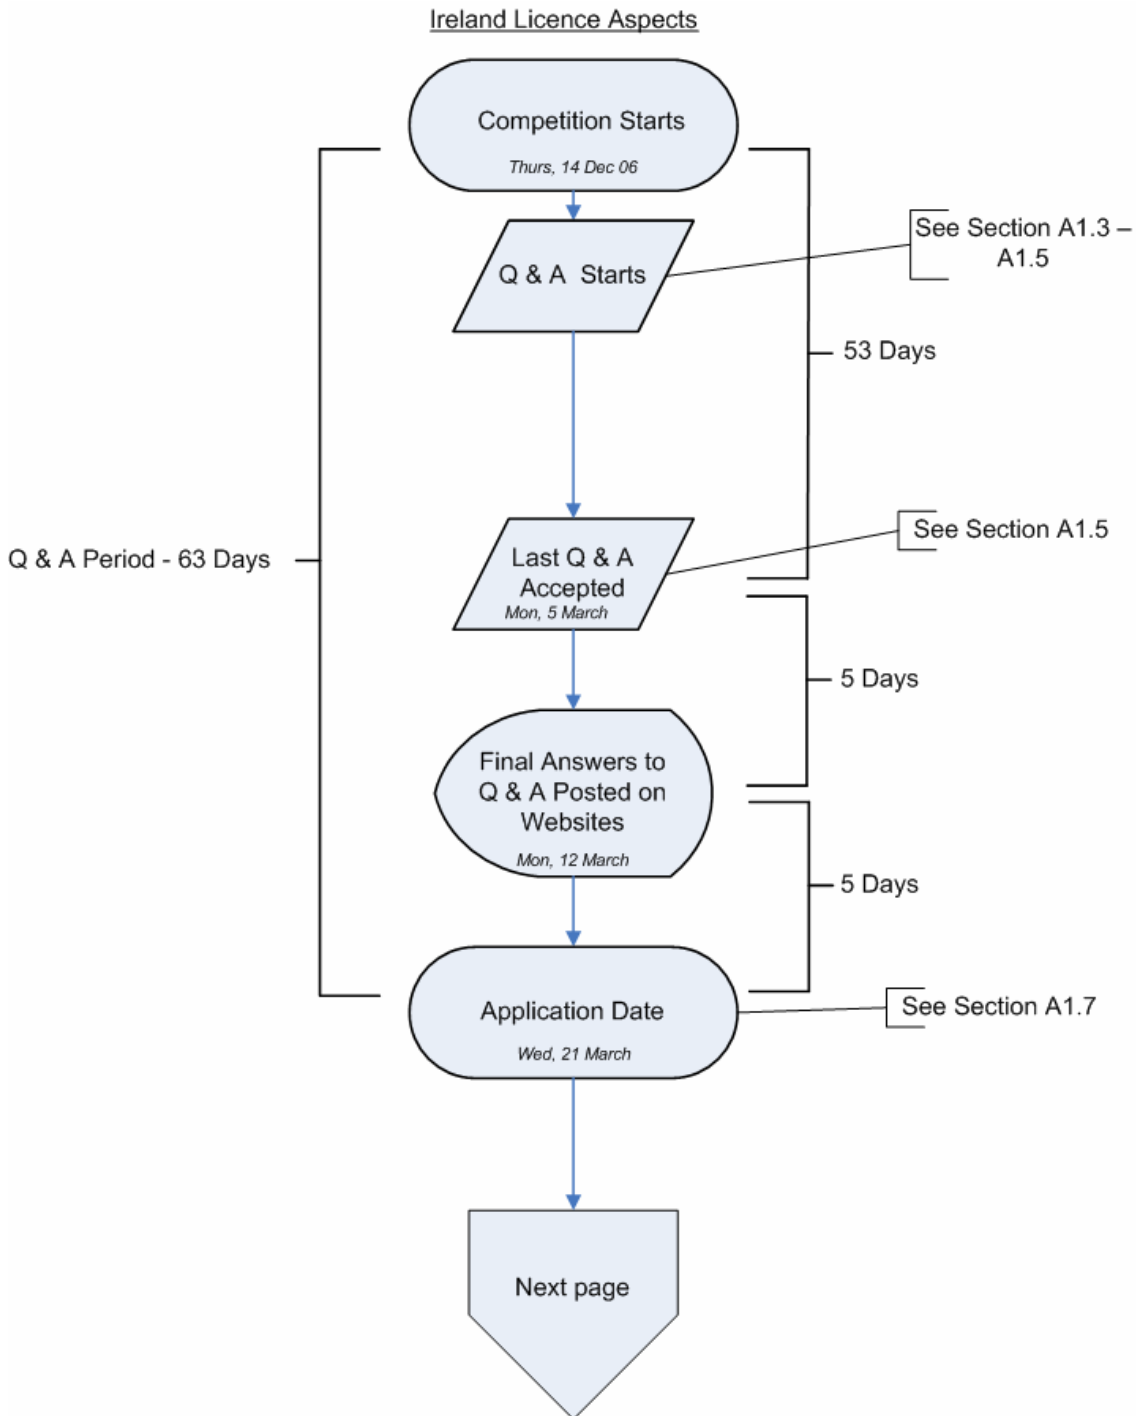 Ireland Licence Aspects
Competition Starts
Thurs, 14 Dec 06
See Section A1.3 –
A1.5
Q & A Starts
53 Days
See Section A1.5
Q & A Period - 63 Days
Last Q & A
Accepted
Mon, 5 March
5 Days
Final Answers to
Q & A Posted on
Websites
Mon, 12 March
5 Days
Application Date
Wed, 21 March
See Section A1.7
Next page